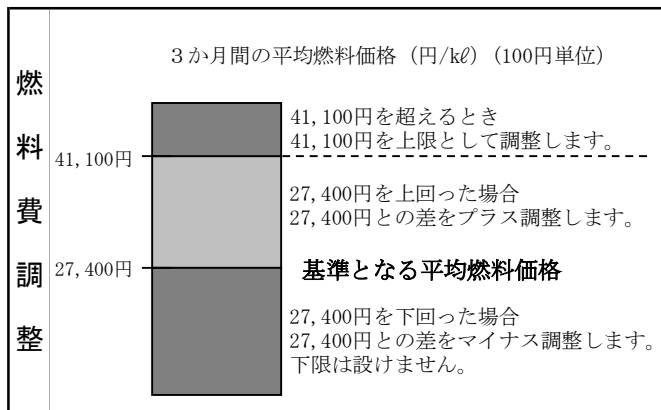 燃料費調整
3か月間の平均燃料価格（円/kℓ）（100円単位）
41,100円を超えるとき
41,100円を上限として調整します。
41,100円
27,400円を上回った場合
27,400円との差をプラス調整します。
27,400円
基準となる平均燃料価格
27,400円を下回った場合
27,400円との差をマイナス調整します。
下限は設けません。